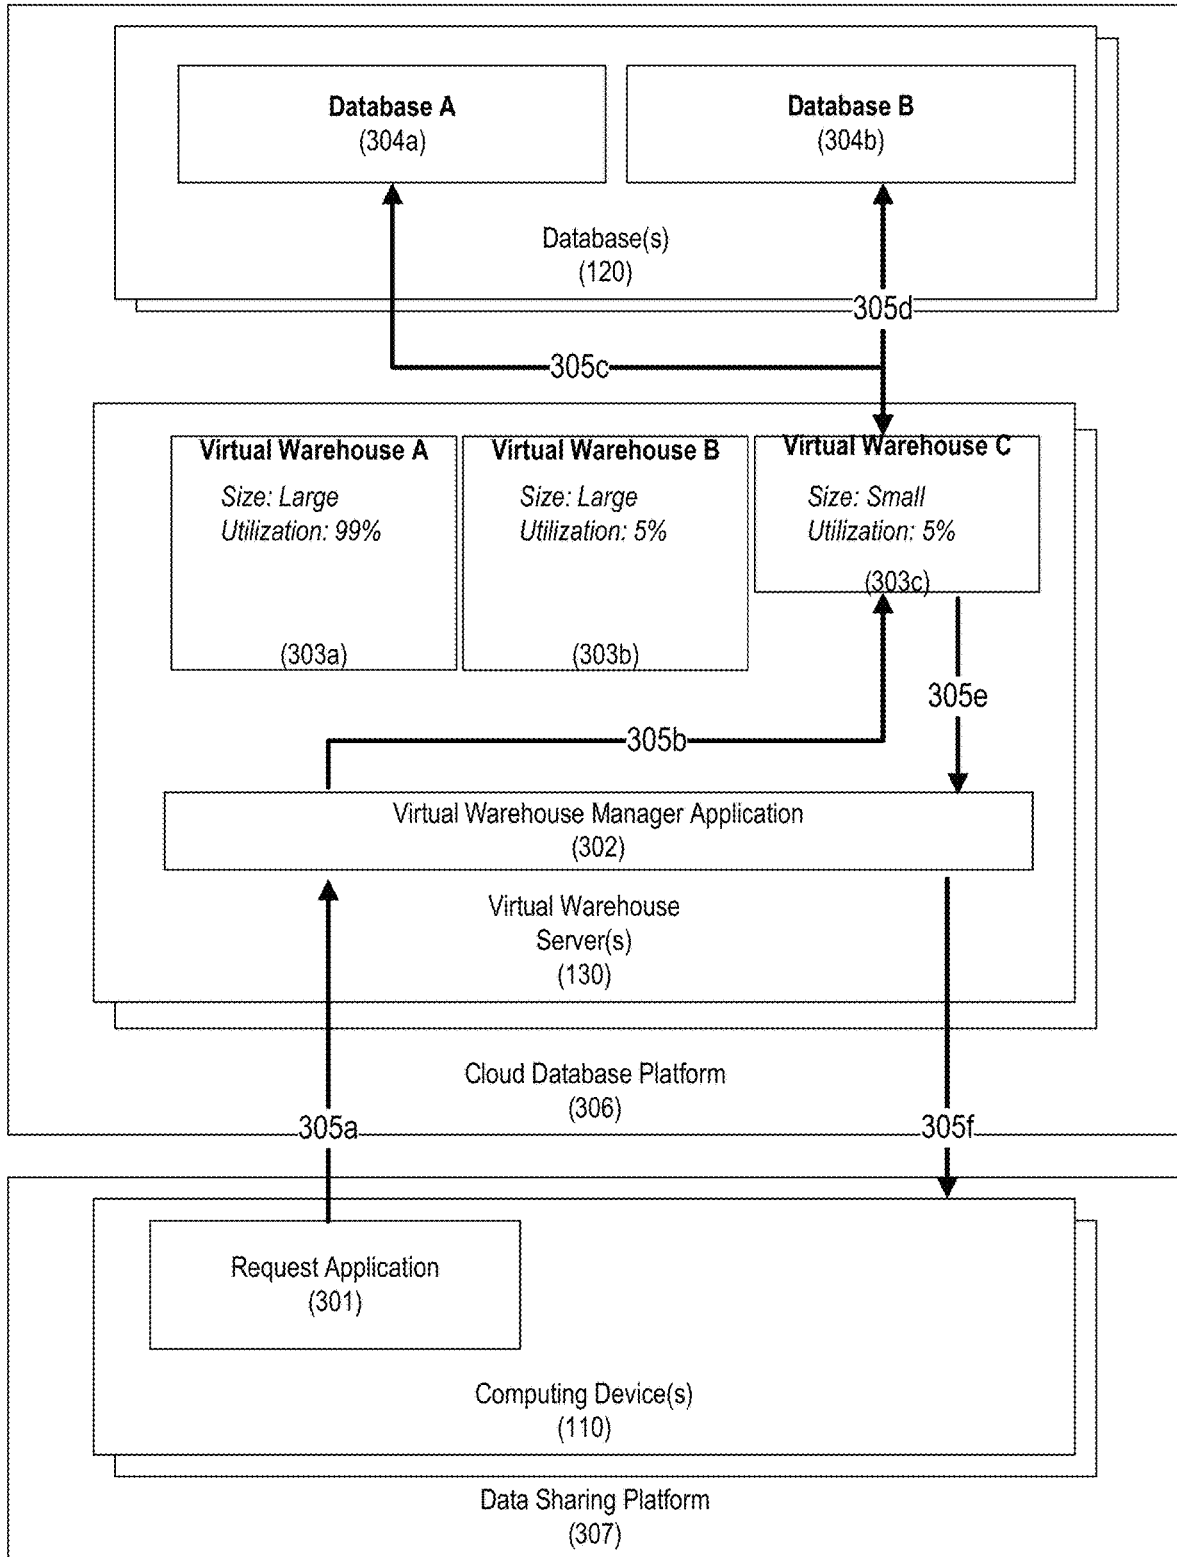 Database A
(304a)
Database B
(304b)
Database(s)
(120)
305d
305c
Virtual Warehouse A
Size: Large
Utilization: 99%
(303a)
Virtual Warehouse B
Size: Large
Utilization: 5%
(303b)
Virtual Warehouse C
Size: Small
Utilization: 5%
(303c)
305e
305b
Virtual Warehouse Manager Application
(302)
Virtual Warehouse
Server(s)
(130)
Cloud Database Platform
(306)
305a
305f
Request Application
(301)
Computing Device(s)
(110)
Data Sharing Platform
(307)